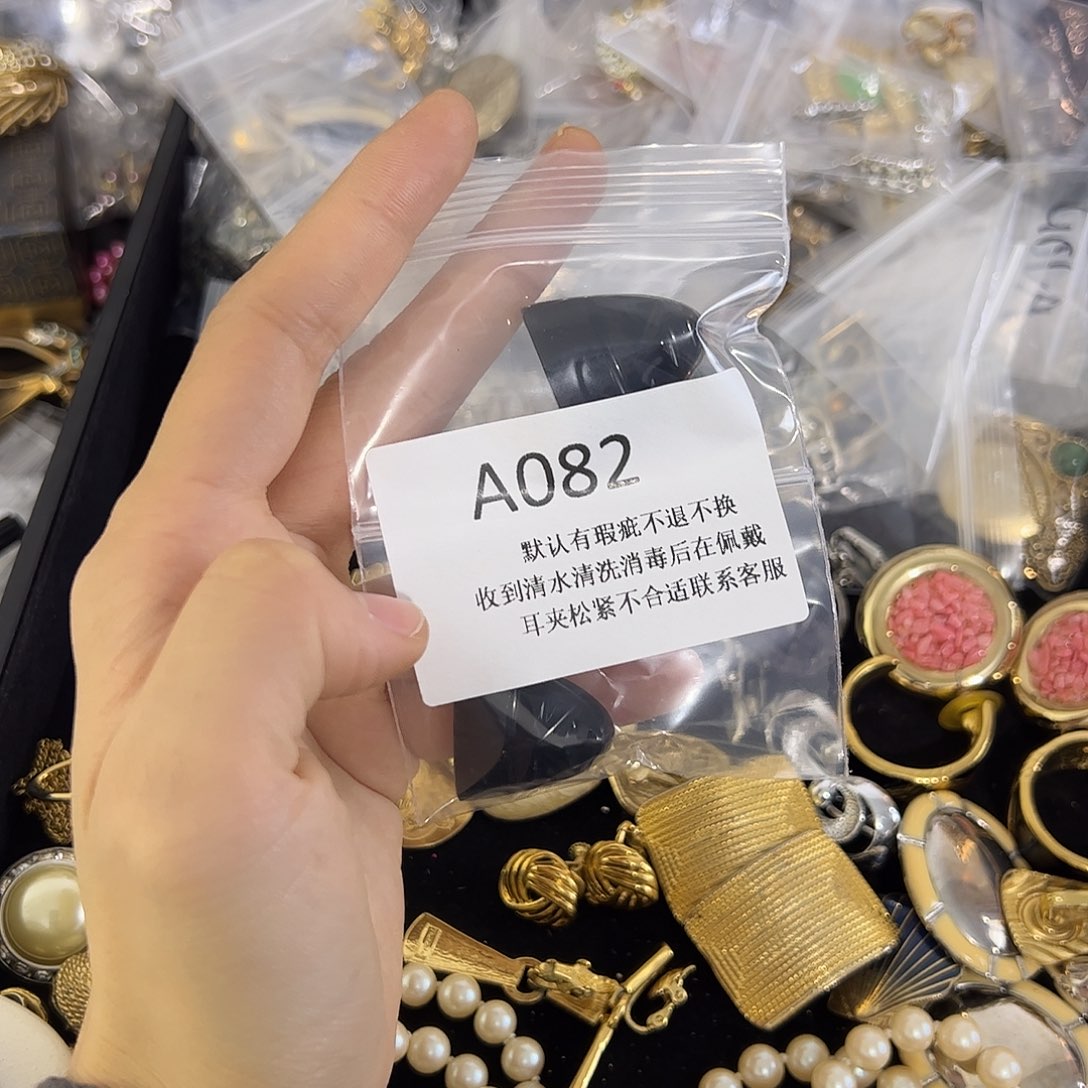 A082
默认有瑕疵不退不换
收到清水清洗消毒后在佩戴
耳夹松紧不合适联系客服